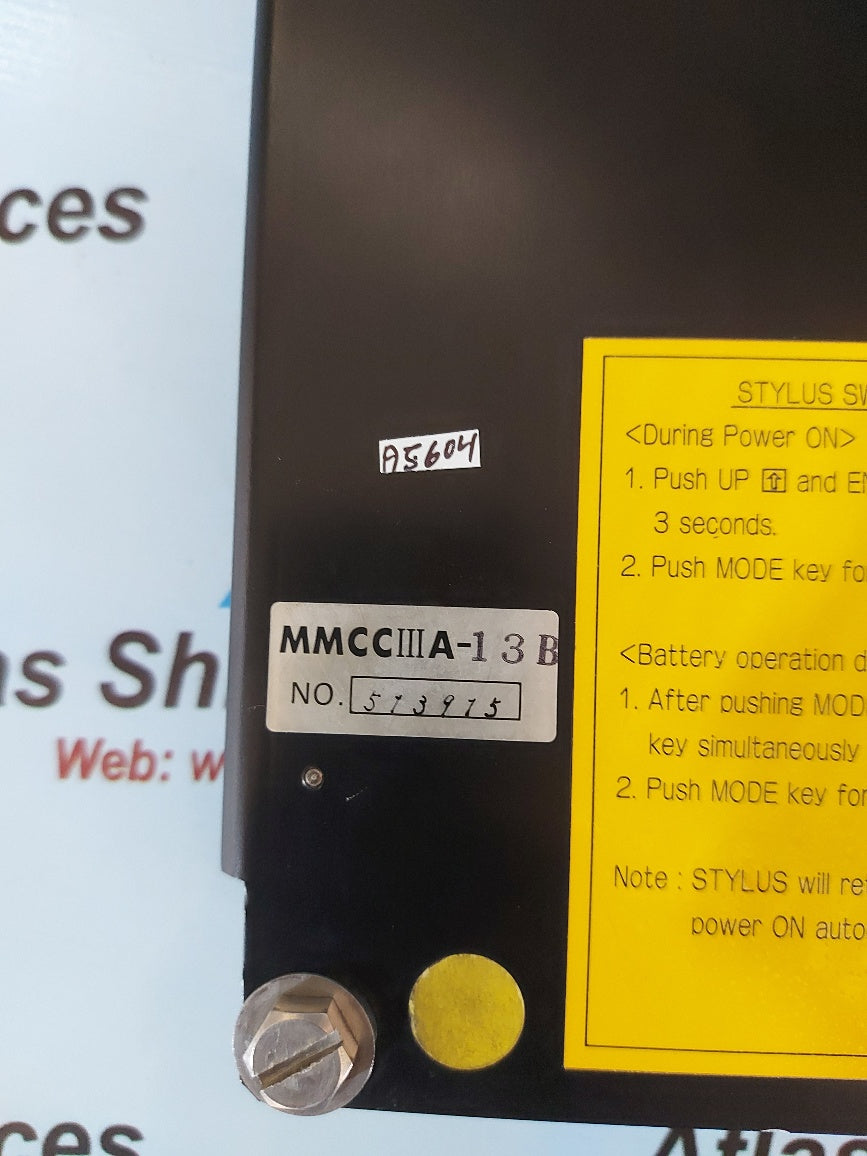 ces
A5604
MMCCIIIA-13B
NO. 513915
STYLUS SW
<During Power ON>
1. Push UP ⇧ and EN
3 seconds.
2. Push MODE key fo
<Battery operation d
1. After pushing MOD
key simultaneously
2. Push MODE key for
Note : STYLUS will re
power ON auto
as Sh
Web: w
ces
Atlas